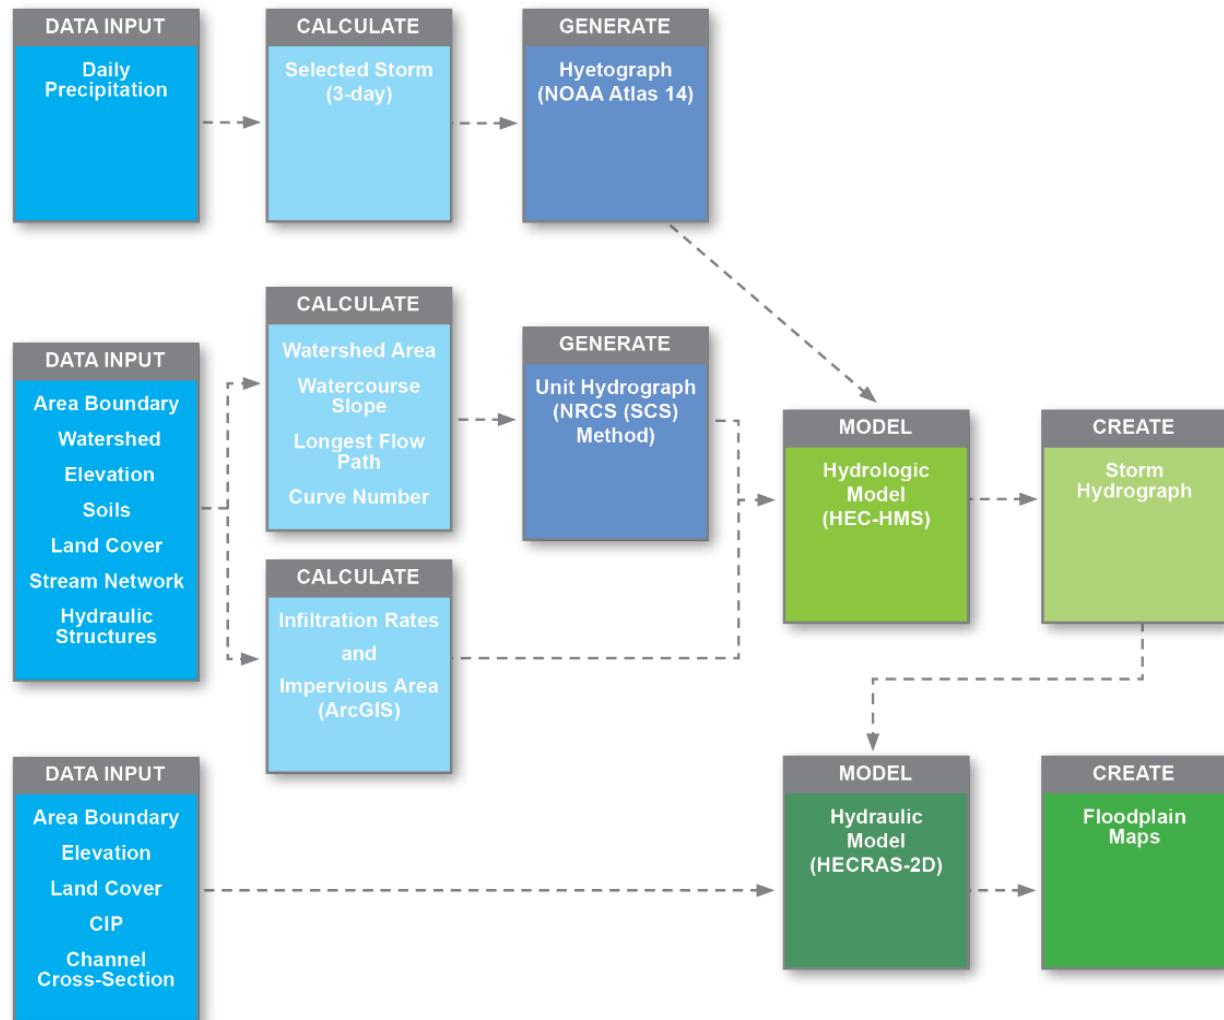 DATA INPUT
Daily
Precipitation
CALCULATE
Selected Storm
(3-day)
GENERATE
Hyetograph
(NOAA Atlas 14)
DATA INPUT
Area Boundary
Watershed
Elevation
Soils
Land Cover
Stream Network
Hydraulic
Structures
CALCULATE
Watershed Area
Watercourse
Slope
Longest Flow
Path
Curve Number
GENERATE
Unit Hydrograph
(NRCS (SCS)
Method)
CALCULATE
Infiltration Rates
and
Impervious Area
(ArcGIS)
MODEL
Hydrologic
Model
(HEC-HMS)
CREATE
Storm
Hydrograph
DATA INPUT
Area Boundary
Elevation
Land Cover
CIP
Channel
Cross-Section
MODEL
Hydraulic
Model
(HECRAS-2D)
CREATE
Floodplain
Maps